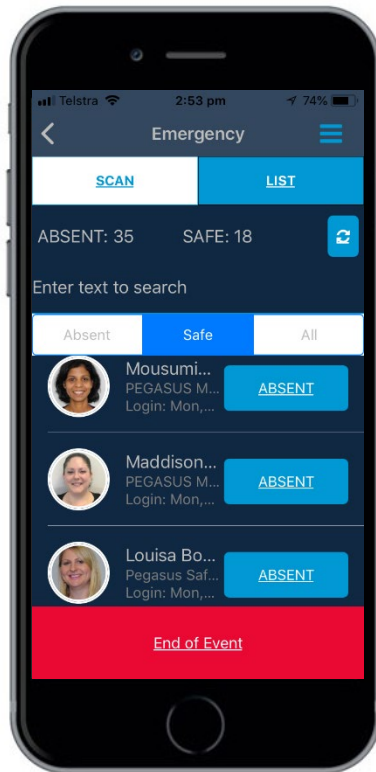 Telstra 2:53 pm 74%
Emergency
SCAN LIST
ABSENT: 35 SAFE: 18
Enter text to search
Absent Safe All
Mousumi...
PEGASUS M...
Login: Mon,...
ABSENT
Maddison...
PEGASUS M...
Login: Mon,...
ABSENT
Louisa Bo...
Pegasus Saf...
Login: Mon,...
ABSENT
End of Event